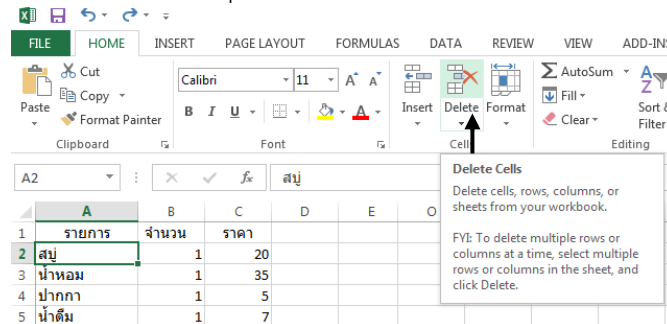 FILE HOME INSERT PAGE LAYOUT FORMULAS DATA REVIEW VIEW ADD-INS
Cut
Copy
Format Painter
Paste
Clipboard
Calibri 11 A A
B I U A
Font
Insert Delete Format
Cells
AutoSum
Fill
Clear
Sort &
Filter
Editing
A2 fx สบู่
Delete Cells
Delete cells, rows, columns, or
sheets from your workbook.
FYI: To delete multiple rows or
columns at a time, select multiple
rows or columns in the sheet, and
click Delete.
A B C D E
1 รายการ จำนวน ราคา
2 สบู่ 1 20
3 น้ำหอม 1 35
4 ปากกา 1 5
5 น้ำดื่ม 1 7